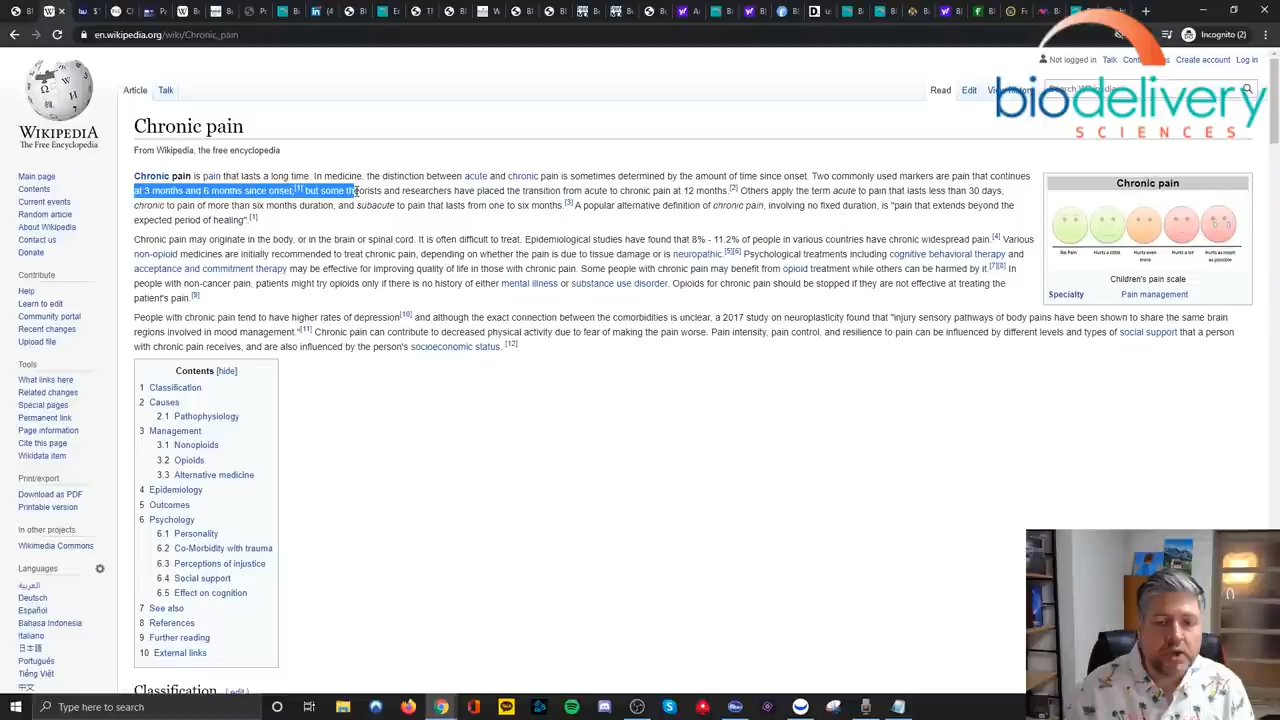 Incognito (2)
en.wikipedia.org/wiki/Chronic_pain
Not logged in Talk Create account Log in
Article Talk
Read Edit
biodelivery
SCIENCES
WIKIPEDIA
The Free Encyclopedia
Chronic pain
From Wikipedia, the free encyclopedia
Chronic pain is pain that lasts a long time. In medicine, the distinction between acute and chronic pain is sometimes determined by the amount of time since onset. Two commonly used markers are pain that continues
at 3 months and 6 months since onset,[1] but some theorists and researchers have placed the transition from acute to chronic pain at 12 months.[2] Others apply the term acute to pain that lasts less than 30 days,
chronic to pain of more than six months duration, and subacute to pain that lasts from one to six months.[3] A popular alternative definition of chronic pain, involving no fixed duration, is "pain that extends beyond the
expected period of healing".[1]
Chronic pain may originate in the body, or in the brain or spinal cord. It is often difficult to treat. Epidemiological studies have found that 8% - 11.2% of people in various countries have chronic widespread pain.[4] Various
non-opioid medicines are initially recommended to treat chronic pain, depending on whether the pain is due to tissue damage or is neuropathic.[5][6] Psychological treatments including cognitive behavioral therapy and
acceptance and commitment therapy may be effective for improving quality of life in those with chronic pain. Some people with chronic pain may benefit from opioid treatment while others can be harmed by it.[7][8] In
people with non-cancer pain, patients might try opioids only if there is no history of either mental illness or substance use disorder. Opioids for chronic pain should be stopped if they are not effective at treating the
patient's pain.[9]
People with chronic pain tend to have higher rates of depression[10] and although the exact connection between the comorbidities is unclear, a 2017 study on neuroplasticity found that "injury sensory pathways of body pains have been shown to share the same brain
regions involved in mood management."[11] Chronic pain can contribute to decreased physical activity due to fear of making the pain worse. Pain intensity, pain control, and resilience to pain can be influenced by different levels and types of social support that a person
with chronic pain receives, and are also influenced by the person's socioeconomic status. [12]
Chronic pain
No Pain
Children's pain scale
Specialty Pain management
Main page
Contents
Current events
Random article
About Wikipedia
Contact us
Donate
Contribute
Help
Learn to edit
Community portal
Recent changes
Upload file
Tools
What links here
Related changes
Special pages
Permanent link
Page information
Cite this page
Wikidata item
Print/export
Download as PDF
Printable version
In other projects
Wikimedia Commons
Languages
العربية
Deutsch
Español
Bahasa Indonesia
Italiano
日本語
Português
Tiếng Việt
中文
Contents [hide]
1 Classification
2 Causes
2.1 Pathophysiology
3 Management
3.1 Nonopioids
3.2 Opioids
3.3 Alternative medicine
4 Epidemiology
5 Outcomes
6 Psychology
6.1 Personality
6.2 Co-Morbidity with trauma
6.3 Perceptions of injustice
6.4 Social support
6.5 Effect on cognition
7 See also
8 References
9 Further reading
10 External links
Classification [edit]
Type here to search